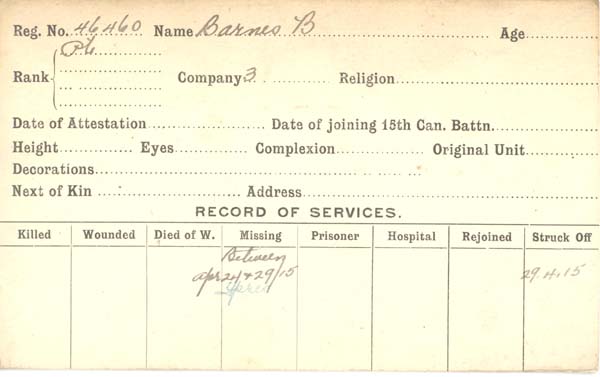 Reg. No. 46460 Name Barnes B Age
Pte
Rank Company 3 Religion
Date of Attestation Date of joining 15th Can. Battn.
Height Eyes Complexion Original Unit
Decorations
Next of Kin Address
RECORD OF SERVICES.
Killed Wounded Died of W. Missing Prisoner Hospital Rejoined Struck Off
Between
Apr 24 & 29/15 29.4.15
Ypres